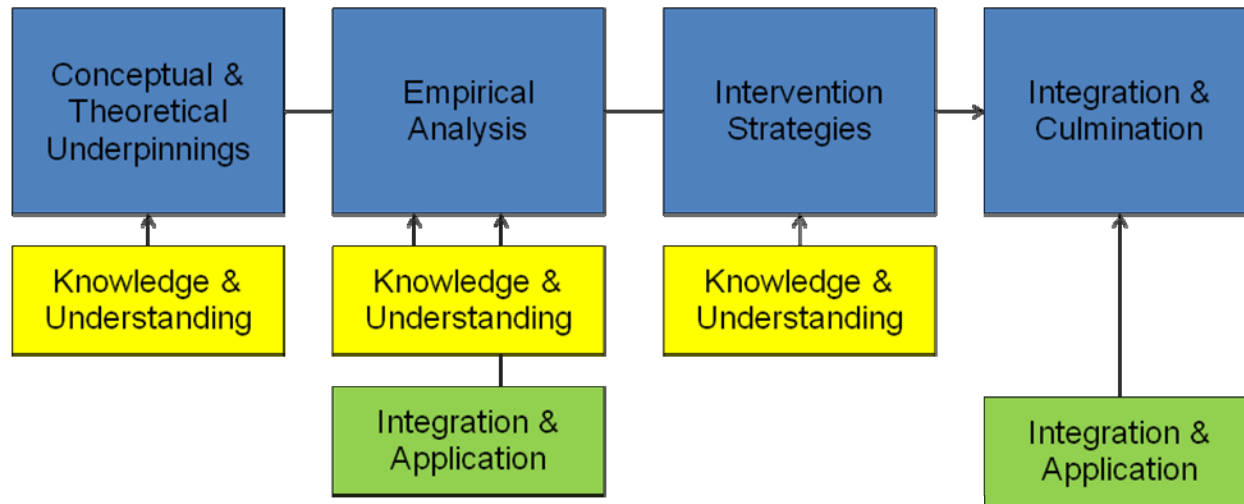 Conceptual &
Theoretical
Underpinnings
Empirical
Analysis
Intervention
Strategies
Integration &
Culmination
Knowledge &
Understanding
Knowledge &
Understanding
Knowledge &
Understanding
Integration &
Application
Integration &
Application